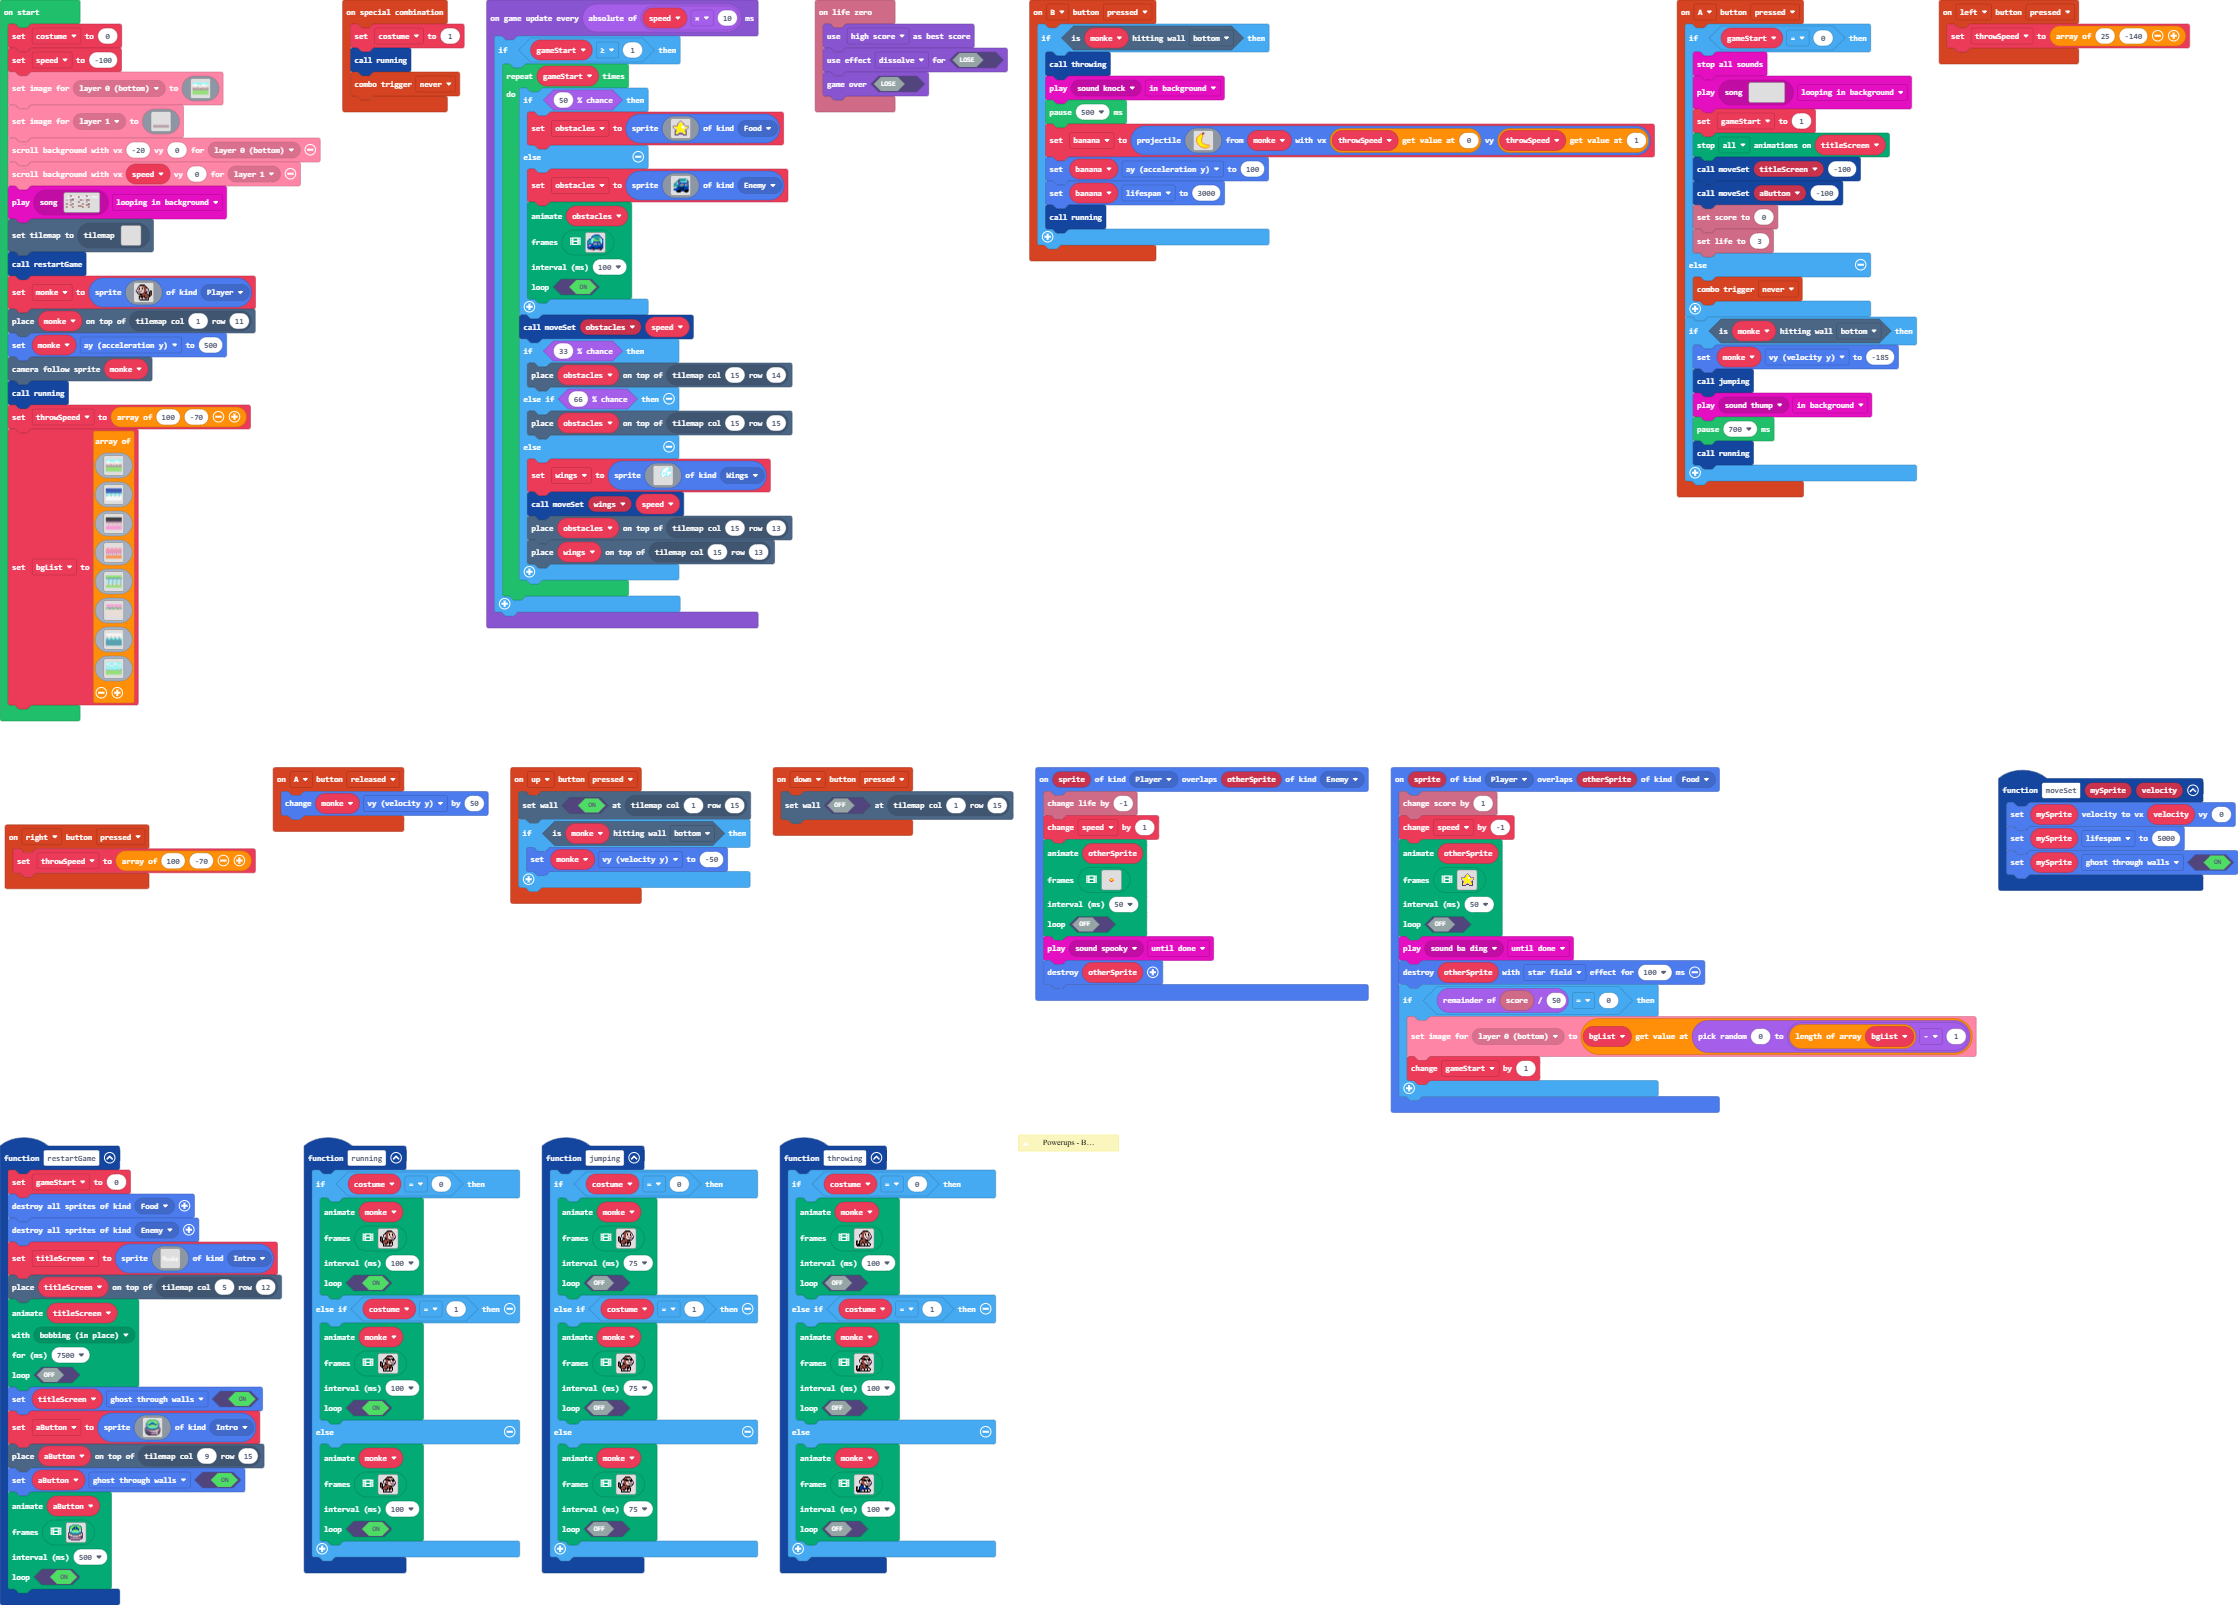 on start
set costume to 0
set speed to -100
set image for layer 0 (bottom) to
set image for layer 1 to
scroll background with vx -20 vy 0 for layer 0 (bottom)
scroll background with vx speed vy 0 for layer 1
play song looping in background
set tilemap to tilemap
call restartGame
set monke to sprite of kind Player
place monke on top of tilemap col 1 row 11
set monke ay (acceleration y) to 500
camera follow sprite monke
call running
set throwSpeed to array of 100 -70
set bgList to array of
on special combination
set costume to 1
call running
combo trigger never
on game update every absolute of speed × 10 ms
if gameStart ≥ 1 then
repeat gameStart times
do if 50 % chance then
set obstacles to sprite of kind Food
else
set obstacles to sprite of kind Enemy
animate obstacles
frames
interval (ms) 100
loop ON
call moveSet obstacles speed
if 33 % chance then
place obstacles on top of tilemap col 15 row 14
else if 66 % chance then
place obstacles on top of tilemap col 15 row 15
else
set wings to sprite of kind Wings
call moveSet wings speed
place obstacles on top of tilemap col 15 row 13
place wings on top of tilemap col 15 row 13
on life zero
use high score as best score
use effect dissolve for LOSE
game over LOSE
on B button pressed
if is monke hitting wall bottom then
call throwing
play sound knock in background
pause 500 ms
set banana to projectile from monke with vx throwSpeed get value at 0 vy throwSpeed get value at 1
set banana ay (acceleration y) to 100
set banana lifespan to 3000
call running
on A button pressed
if gameStart = 0 then
stop all sounds
play song looping in background
set gameStart to 1
stop all animations on titleScreen
call moveSet titleScreen -100
call moveSet aButton -100
set score to 0
set life to 3
else
combo trigger never
if is monke hitting wall bottom then
set monke vy (velocity y) to -185
call jumping
play sound thump in background
pause 700 ms
call running
on left button pressed
set throwSpeed to array of 25 -140
on right button pressed
set throwSpeed to array of 100 -70
on A button released
change monke vy (velocity y) by 50
on up button pressed
set wall ON at tilemap col 1 row 15
if is monke hitting wall bottom then
set monke vy (velocity y) to -50
on down button pressed
set wall OFF at tilemap col 1 row 15
on sprite of kind Player overlaps otherSprite of kind Enemy
change life by -1
change speed by 1
animate otherSprite
frames
interval (ms) 50
loop OFF
play sound spooky until done
destroy otherSprite
on sprite of kind Player overlaps otherSprite of kind Food
change score by 1
change speed by -1
animate otherSprite
frames
interval (ms) 50
loop OFF
play sound ba ding until done
destroy otherSprite with star field effect for 100 ms
if remainder of score / 50 = 0 then
set image for layer 0 (bottom) to bgList get value at pick random 0 to length of array bgList - 1
change gameStart by 1
function moveSet mySprite velocity
set mySprite velocity to vx velocity vy 0
set mySprite lifespan to 5000
set mySprite ghost through walls ON
function restartGame
set gameStart to 0
destroy all sprites of kind Food
destroy all sprites of kind Enemy
set titleScreen to sprite of kind Intro
place titleScreen on top of tilemap col 5 row 12
animate titleScreen
with bobbing (in place)
for (ms) 7500
loop OFF
set titleScreen ghost through walls ON
set aButton to sprite of kind Intro
place aButton on top of tilemap col 9 row 15
set aButton ghost through walls ON
animate aButton
frames
interval (ms) 500
loop ON
function running
if costume = 0 then
animate monke
frames
interval (ms) 100
loop ON
else if costume = 1 then
animate monke
frames
interval (ms) 100
loop ON
else
animate monke
frames
interval (ms) 100
loop ON
function jumping
if costume = 0 then
animate monke
frames
interval (ms) 75
loop OFF
else if costume = 1 then
animate monke
frames
interval (ms) 75
loop OFF
else
animate monke
frames
interval (ms) 75
loop OFF
function throwing
if costume = 0 then
animate monke
frames
interval (ms) 100
loop OFF
else if costume = 1 then
animate monke
frames
interval (ms) 100
loop OFF
else
animate monke
frames
interval (ms) 100
loop OFF
Powerups - B...